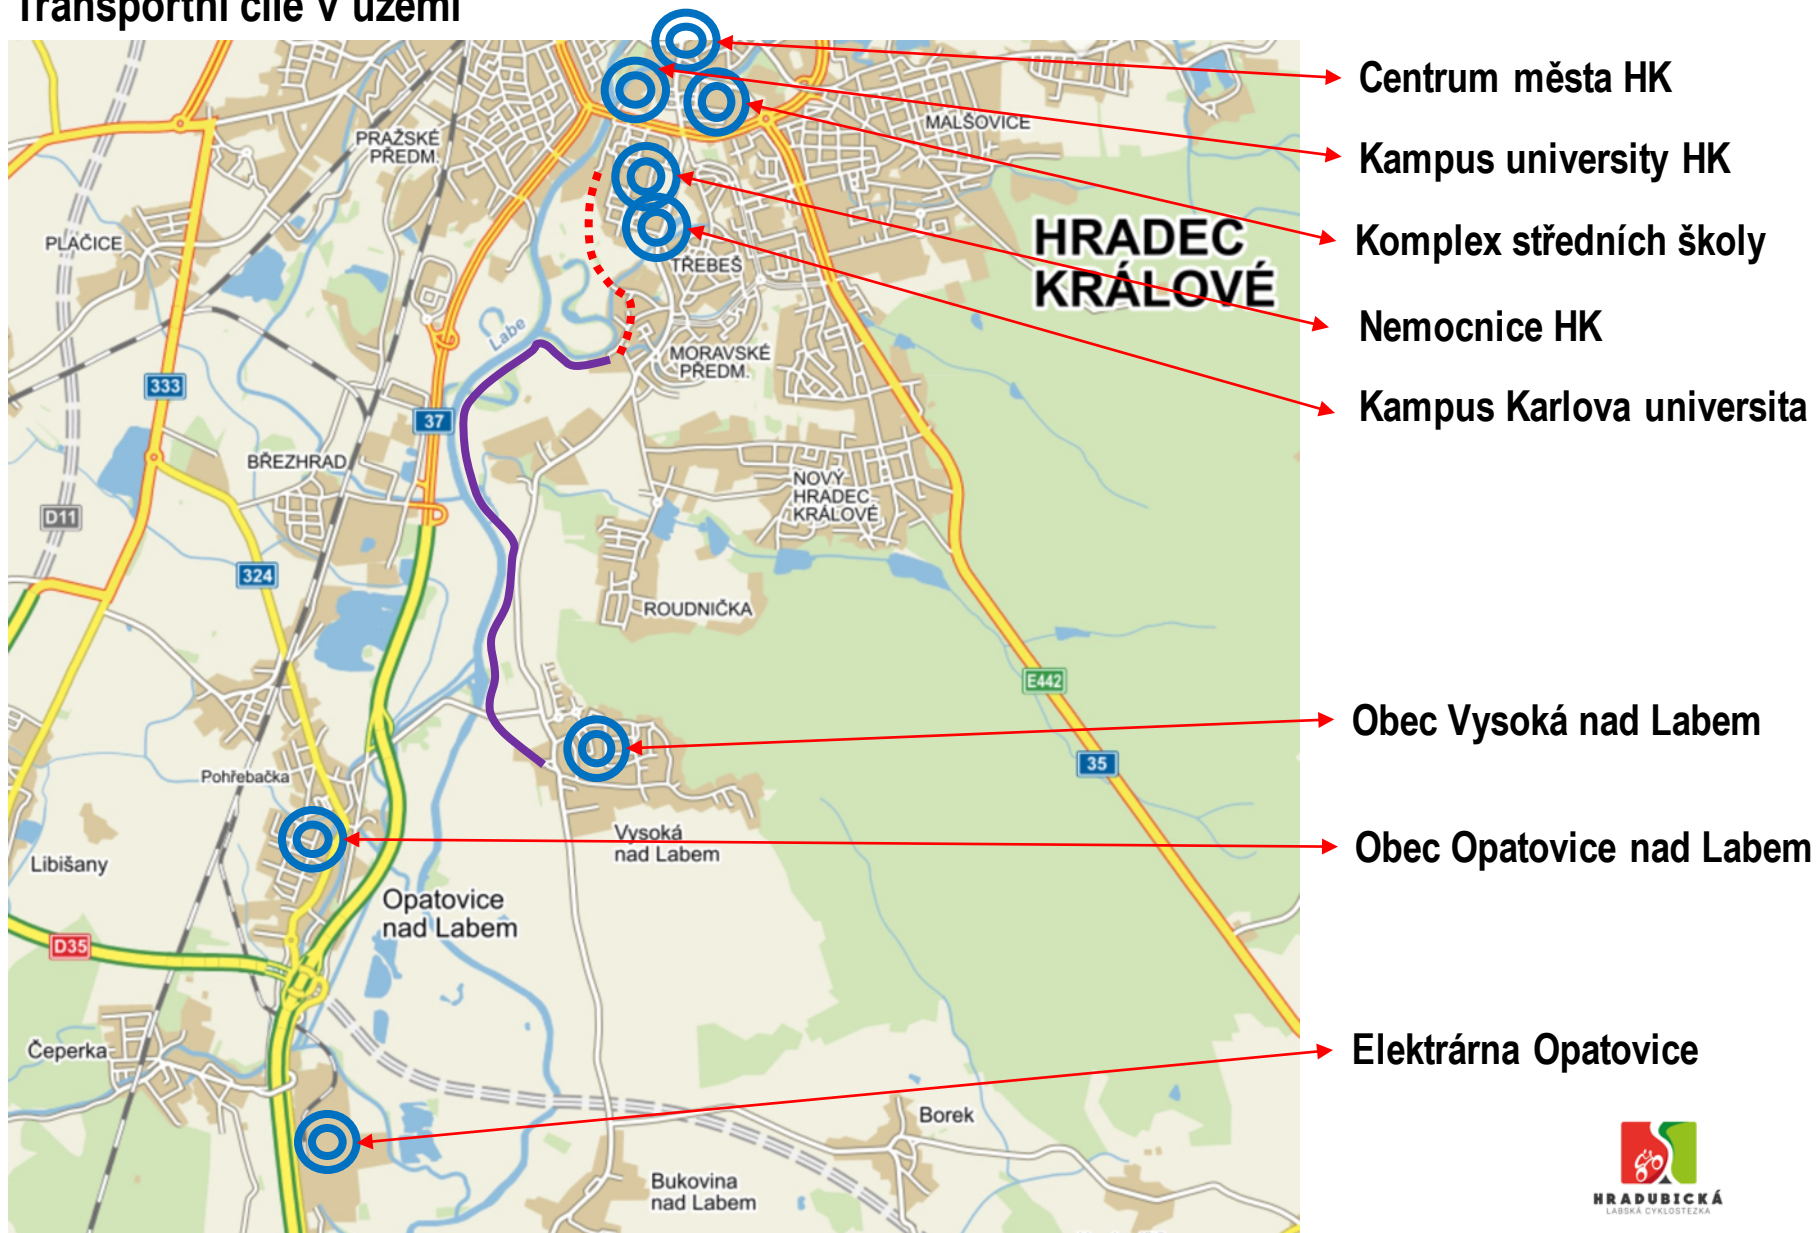 Transportní cíle v území
Centrum města HK
Kampus university HK
Komplex středních školy
Nemocnice HK
Kampus Karlova universita
Obec Vysoká nad Labem
Obec Opatovice nad Labem
Elektrárna Opatovice
PRAŽSKÉ
PŘEDM.
MALŠOVICE
PLAČICE
HRADEC
KRÁLOVÉ
TŘEBEŠ
Labe
MORAVSKÉ
PŘEDM.
333
37
BŘEZHRAD
NOVÝ
HRADEC
KRÁLOVÉ
D11
324
ROUDNIČKA
E442
35
Pohřebačka
Vysoká
nad Labem
Libišany
Opatovice
nad Labem
D35
Čeperka
Borek
Bukovina
nad Labem
HRADUBICKÁ
LABSKÁ CYKLOSTEZKA